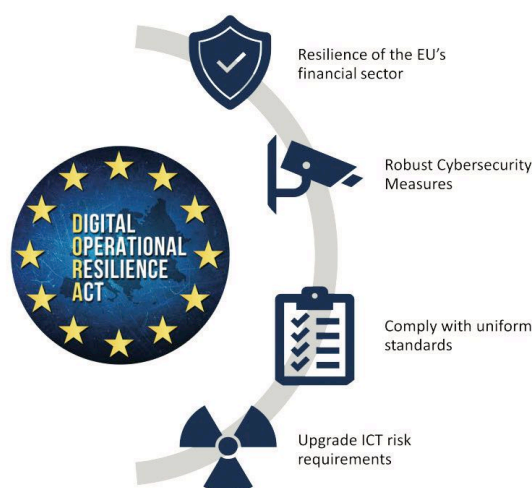 Resilience of the EU's
financial sector
Robust Cybersecurity
Measures
DIGITAL
OPERATIONAL
RESILIENCE
ACT
Comply with uniform
standards
Upgrade ICT risk
requirements